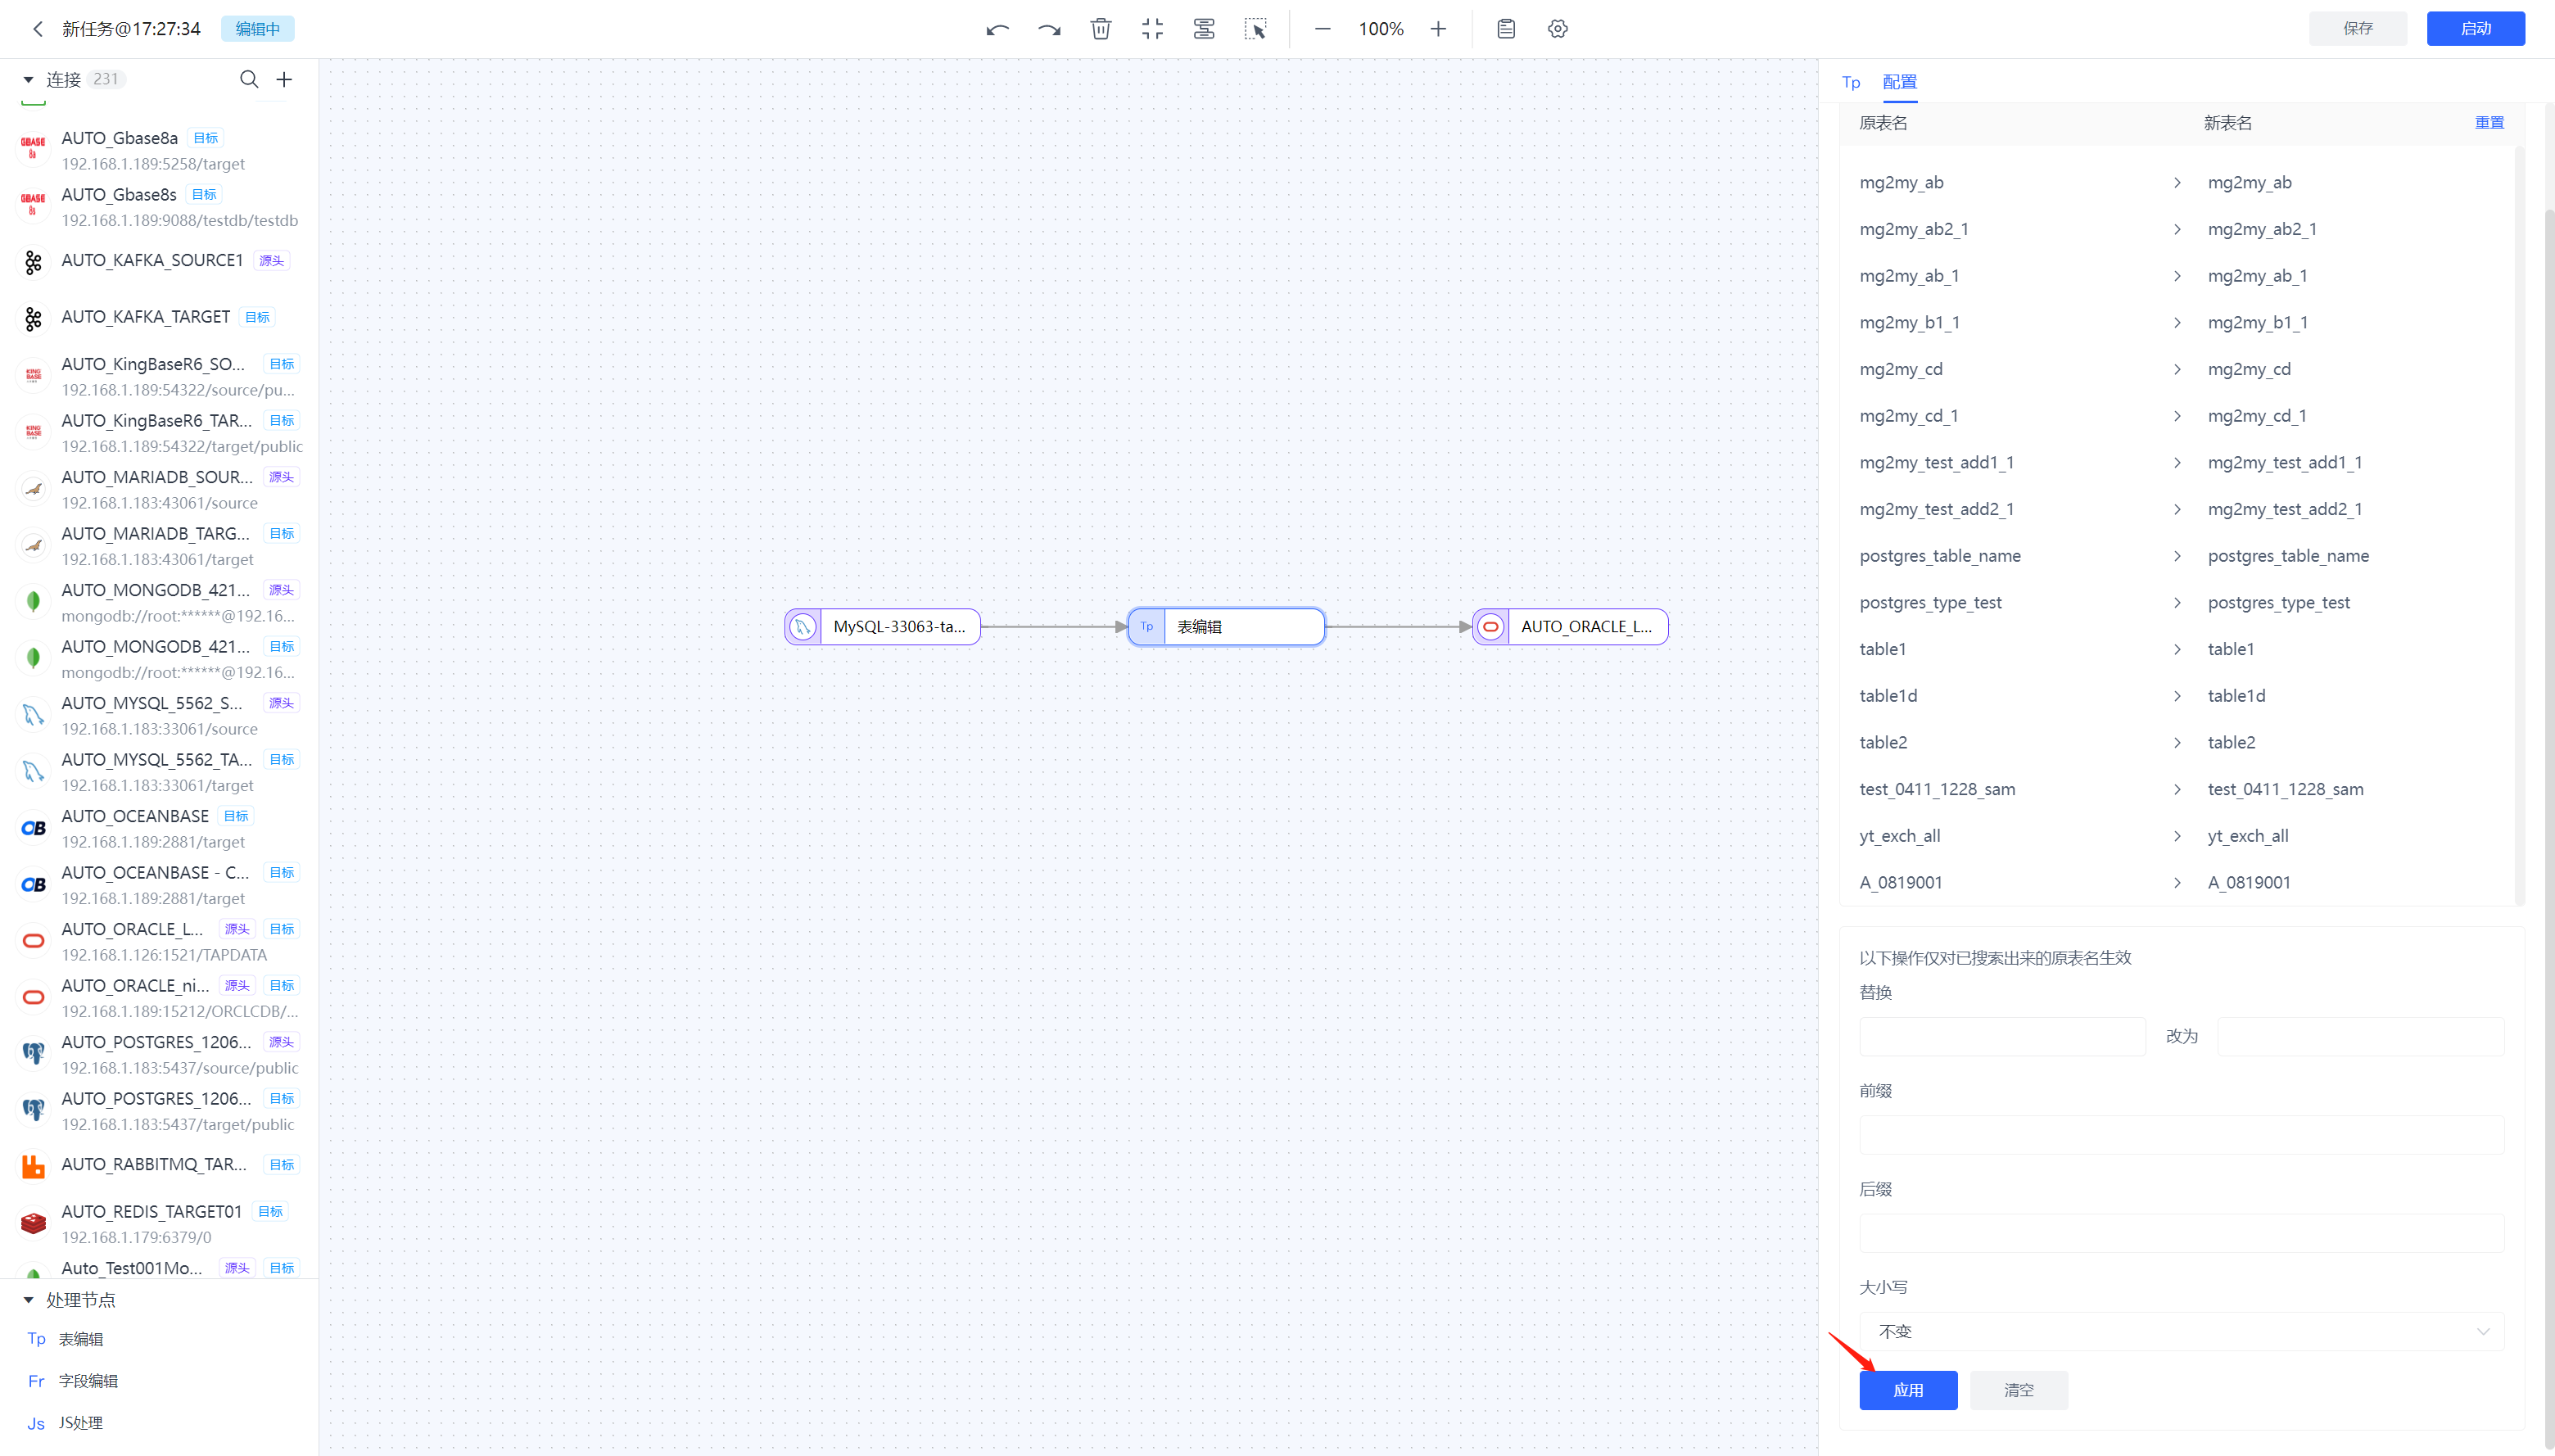 新任务@17:27:34 编辑中
100%
保存 启动
连接 231
AUTO_Gbase8a 目标
192.168.1.189:5258/target
AUTO_Gbase8s 目标
192.168.1.189:9088/testdb/testdb
AUTO_KAFKA_SOURCE1 源头
AUTO_KAFKA_TARGET 目标
AUTO_KingBaseR6_SO... 目标
192.168.1.189:54322/source/pu...
AUTO_KingBaseR6_TAR... 目标
192.168.1.189:54322/target/public
AUTO_MARIADB_SOUR... 源头
192.168.1.183:43061/source
AUTO_MARIADB_TARG... 目标
192.168.1.183:43061/target
AUTO_MONGODB_421... 源头
mongodb://root:******@192.16...
AUTO_MONGODB_421... 目标
mongodb://root:******@192.16...
AUTO_MYSQL_5562_S... 源头
192.168.1.183:33061/source
AUTO_MYSQL_5562_TA... 目标
192.168.1.183:33061/target
AUTO_OCEANBASE 目标
192.168.1.189:2881/target
AUTO_OCEANBASE - C... 目标
192.168.1.189:2881/target
AUTO_ORACLE_L... 源头 目标
192.168.1.126:1521/TAPDATA
AUTO_ORACLE_ni... 源头 目标
192.168.1.189:15212/ORCLCDB/...
AUTO_POSTGRES_1206... 源头
192.168.1.183:5437/source/public
AUTO_POSTGRES_1206... 目标
192.168.1.183:5437/target/public
AUTO_RABBITMQ_TAR... 目标
AUTO_REDIS_TARGET01 目标
192.168.1.179:6379/0
Auto_Test001Mo... 源头 目标
处理节点
Tp 表编辑
Fr 字段编辑
Js JS处理
MySQL-33063-ta...
Tp 表编辑
AUTO_ORACLE_L...
Tp 配置
原表名 新表名 重置
mg2my_ab mg2my_ab
mg2my_ab2_1 mg2my_ab2_1
mg2my_ab_1 mg2my_ab_1
mg2my_b1_1 mg2my_b1_1
mg2my_cd mg2my_cd
mg2my_cd_1 mg2my_cd_1
mg2my_test_add1_1 mg2my_test_add1_1
mg2my_test_add2_1 mg2my_test_add2_1
postgres_table_name postgres_table_name
postgres_type_test postgres_type_test
table1 table1
table1d table1d
table2 table2
test_0411_1228_sam test_0411_1228_sam
yt_exch_all yt_exch_all
A_0819001 A_0819001
以下操作仅对已搜索出来的原表名生效
替换
改为
前缀
后缀
大小写
不变
应用 清空